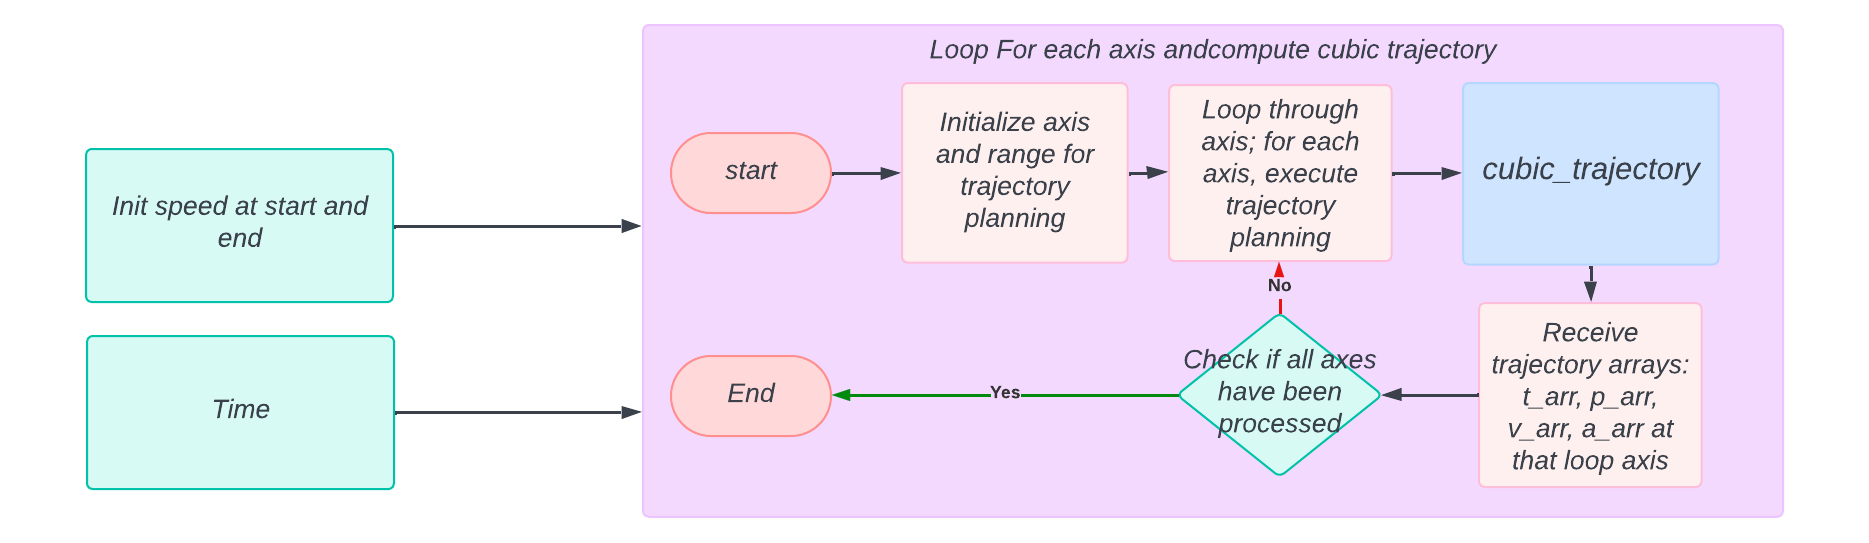 Loop For each axis andcompute cubic trajectory
Init speed at start and
end
Time
start
Initialize axis
and range for
trajectory
planning
Loop through
axis; for each
axis, execute
trajectory
planning
cubic_trajectory
No
Receive
trajectory arrays:
t_arr, p_arr,
v_arr, a_arr at
that loop axis
Check if all axes
have been
processed
Yes
End